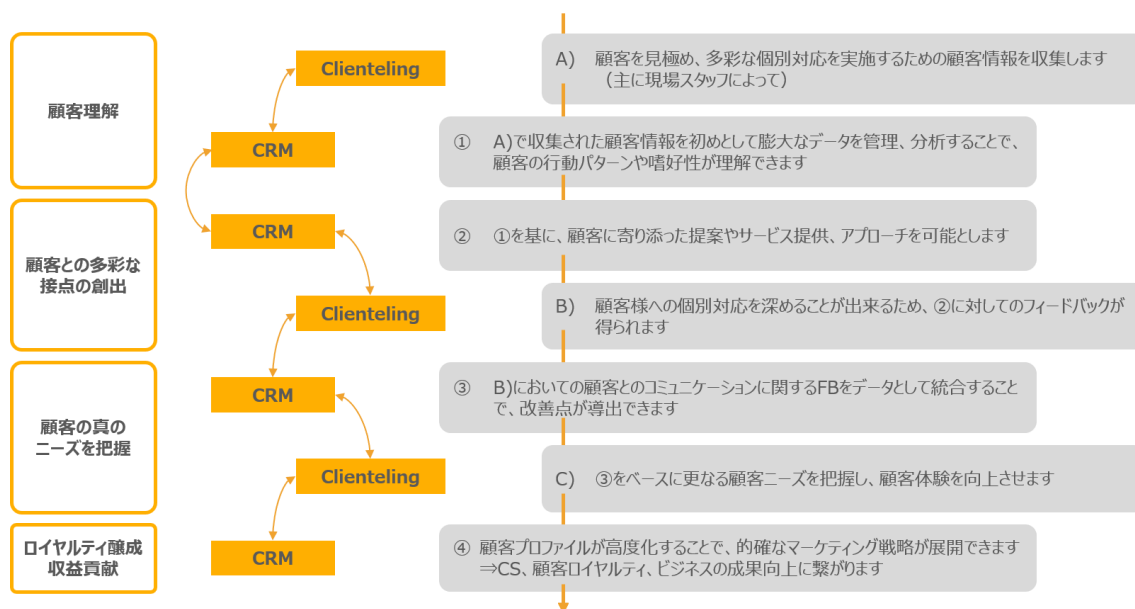 顧客理解
Clienteling
A) 顧客を見極め、多彩な個別対応を実施するための顧客情報を収集します
（主に現場スタッフによって）
CRM
① A)で収集された顧客情報を初めとして膨大なデータを管理、分析することで、
顧客の行動パターンや嗜好性が理解できます
顧客との多彩な
接点の創出
CRM
② ①を基に、顧客に寄り添った提案やサービス提供、アプローチを可能とします
Clienteling
B) 顧客様への個別対応を深めることが出来るため、②に対してのフィードバックが
得られます
顧客の真の
ニーズを把握
CRM
③ B)においての顧客とのコミュニケーションに関するFBをデータとして統合すること
で、改善点が導出できます
Clienteling
C) ③をベースに更なる顧客ニーズを把握し、顧客体験を向上させます
ロイヤルティ醸成
収益貢献
CRM
④ 顧客プロファイルが高度化することで、的確なマーケティング戦略が展開できます
⇒CS、顧客ロイヤルティ、ビジネスの成果向上に繋がります